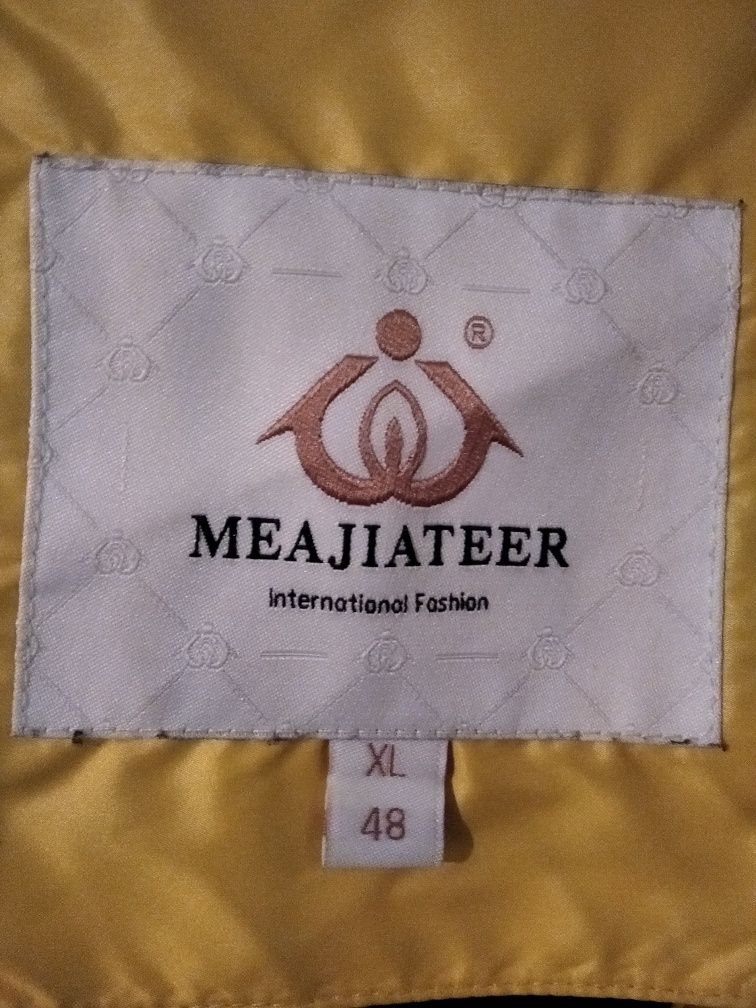 ®
MEAJIATEER
International Fashion
XL
48